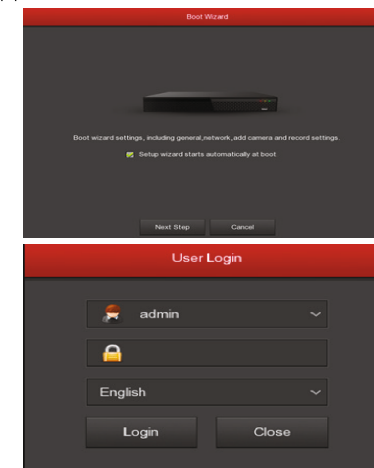 Boot Wizard
Boot wizard settings, including general,network,add camera and record settings.
Setup wizard starts automatically at boot
Next Step
Cancel
User Login
admin
English
Login
Close